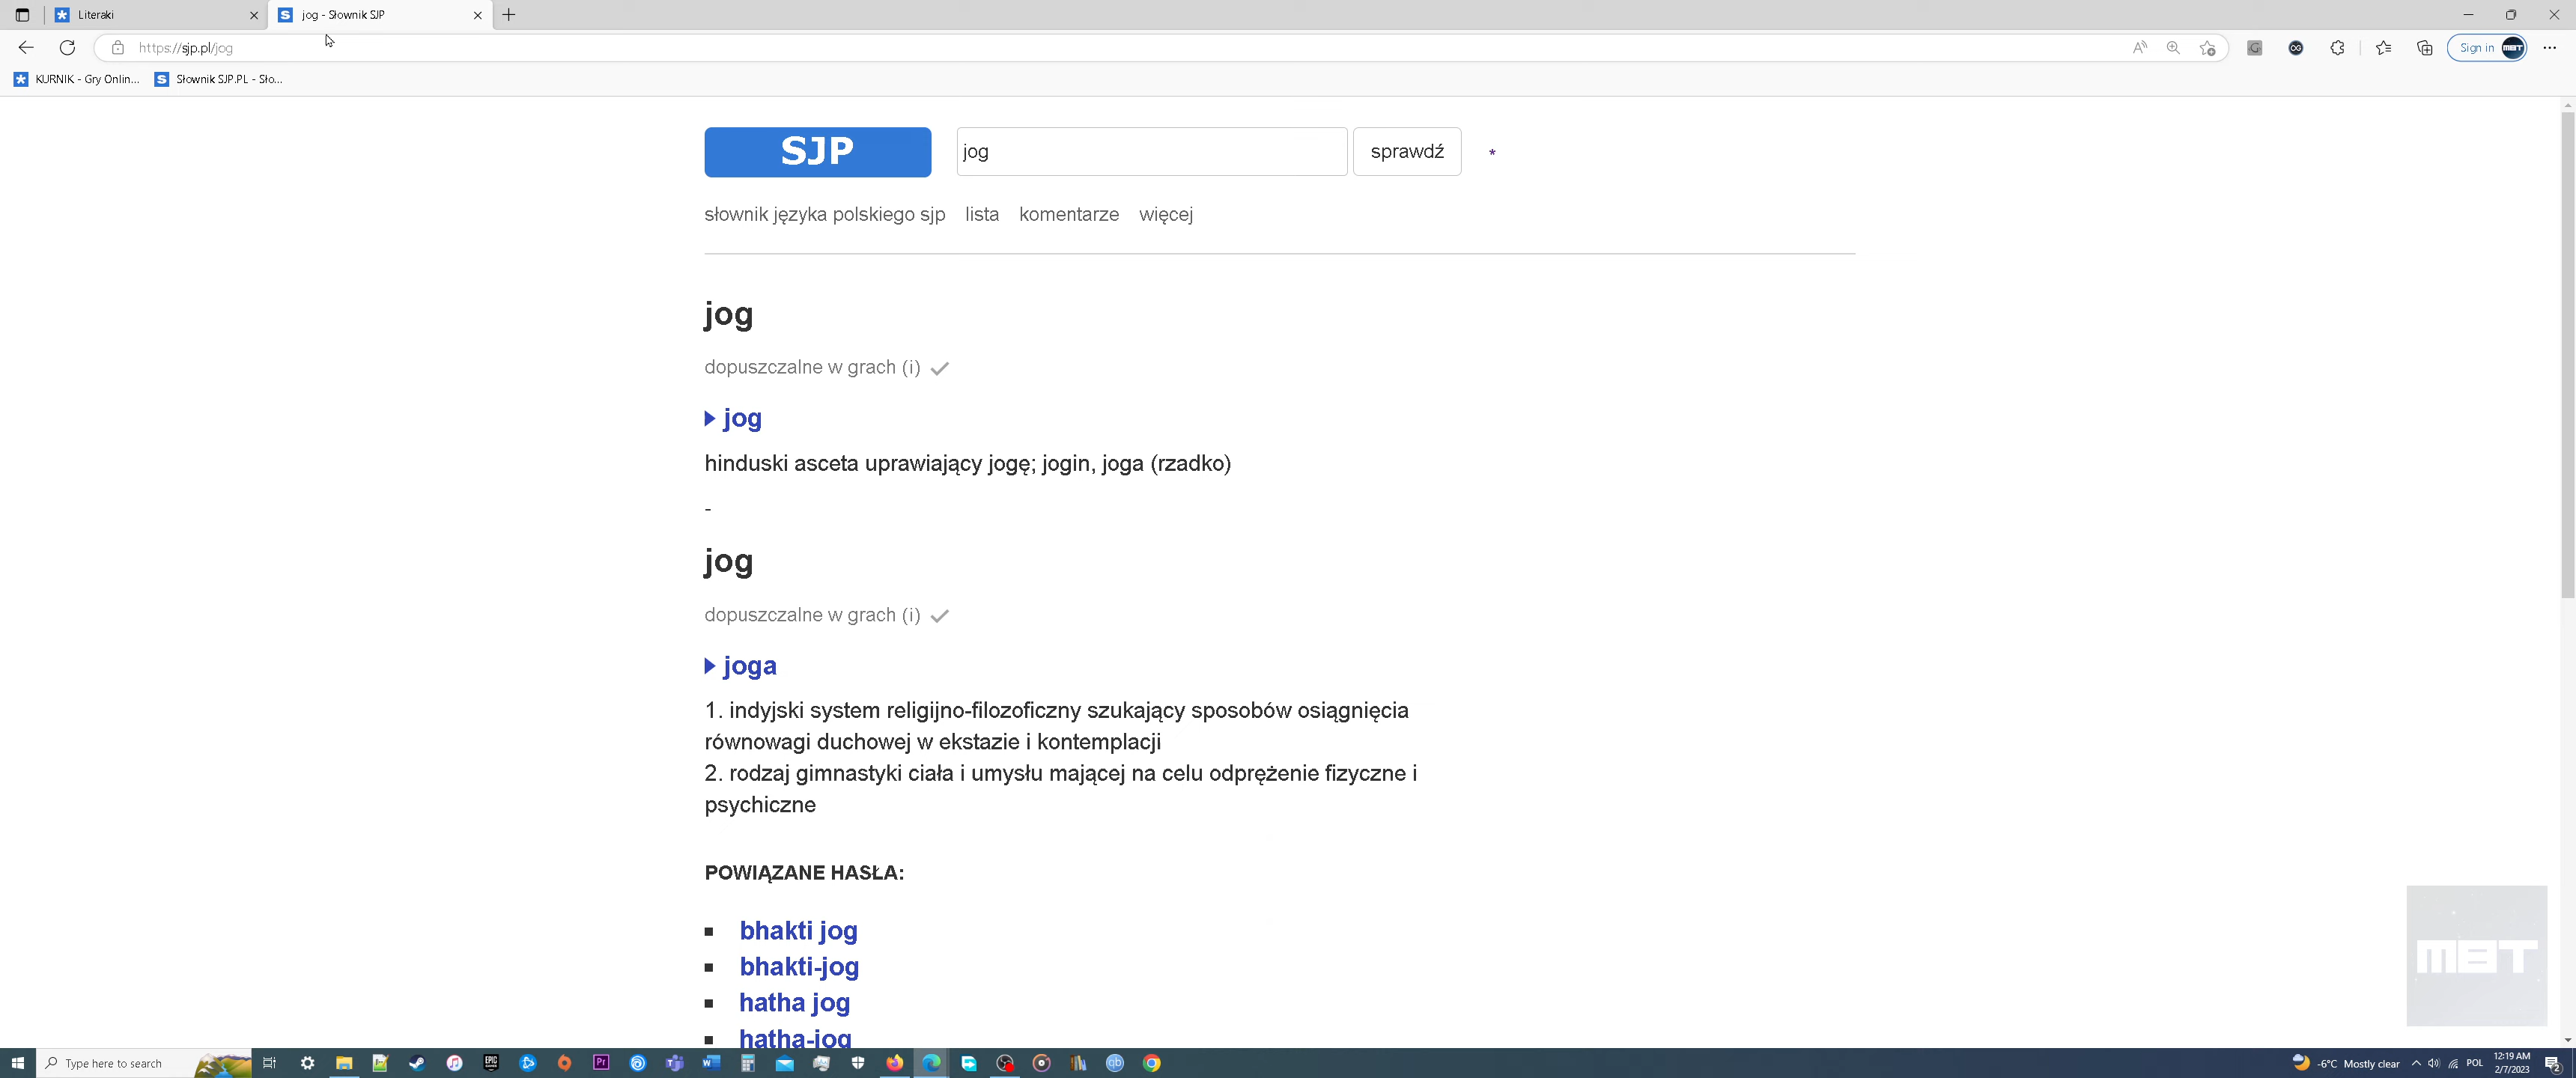 Literaki
jog - Słownik SJP
https://sjp.pl/jog
Sign in
KURNIK - Gry Onlin...
Słownik SJP.PL - Sło...
SJP
jog
sprawdź
*
słownik języka polskiego sjp lista komentarze więcej
jog
dopuszczalne w grach (i)
jog
hinduski asceta uprawiający jogę; jogin, joga (rzadko)
-
jog
dopuszczalne w grach (i)
joga
1. indyjski system religijno-filozoficzny szukający sposobów osiągnięcia
równowagi duchowej w ekstazie i kontemplacji
2. rodzaj gimnastyki ciała i umysłu mającej na celu odprężenie fizyczne i
psychiczne
POWIĄZANE HASŁA:
bhakti jog
bhakti-jog
hatha jog
hatha-jog
MBT
Type here to search
-6°C Mostly clear
POL
12:19 AM
2/7/2023